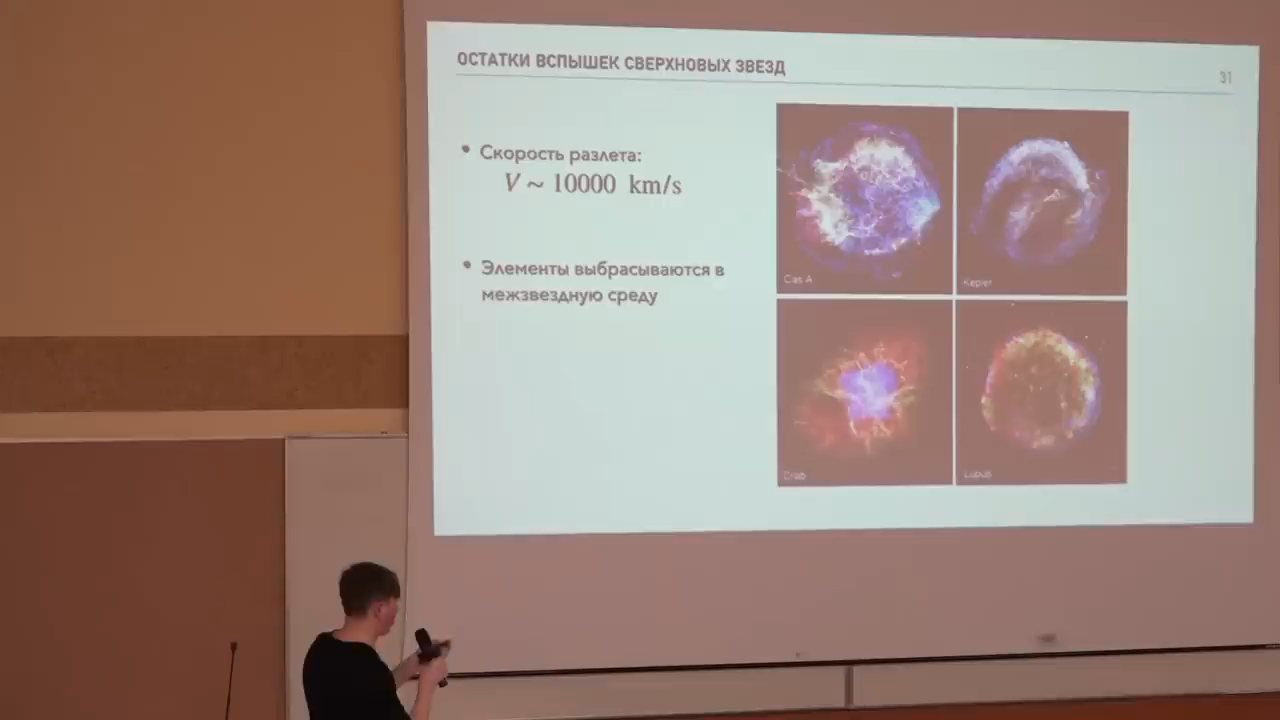 ОСТАТКИ ВСПЫШЕК СВЕРХНОВЫХ ЗВЕЗД
31
• Скорость разлета:
V ~ 10000 km/s
• Элементы выбрасываются в
межзвездную среду
Cas A
Kepler
Crab
Lupus